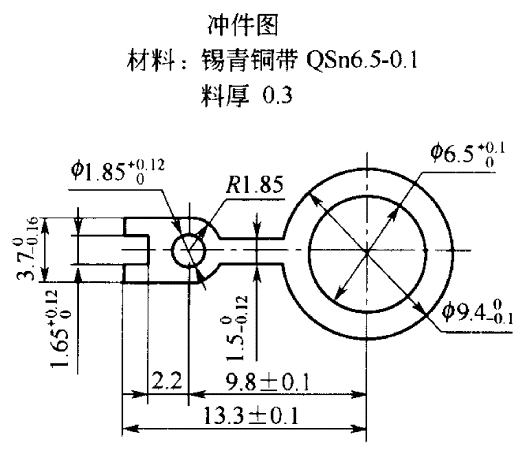 冲件图
材料：锡青铜带 QSn6.5-0.1
料厚 0.3
ϕ1.85+0.12 0
R1.85
ϕ6.5+0.1 0
3.7 0 -0.16
1.65+0.12 0
1.5 0 -0.12
ϕ9.4 0 -0.1
2.2
9.8±0.1
13.3±0.1